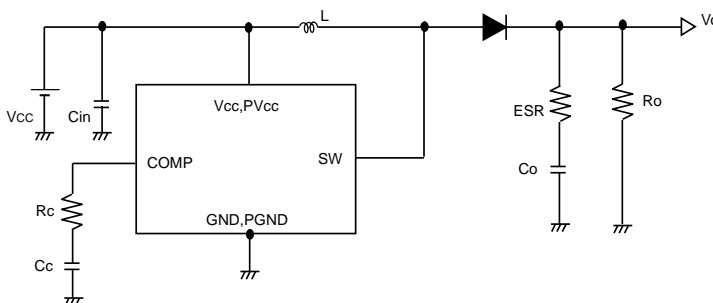 L
Vcc,PVcc
VCC
Cin
ESR
Ro
COMP
SW
Co
Rc
GND,PGND
Cc